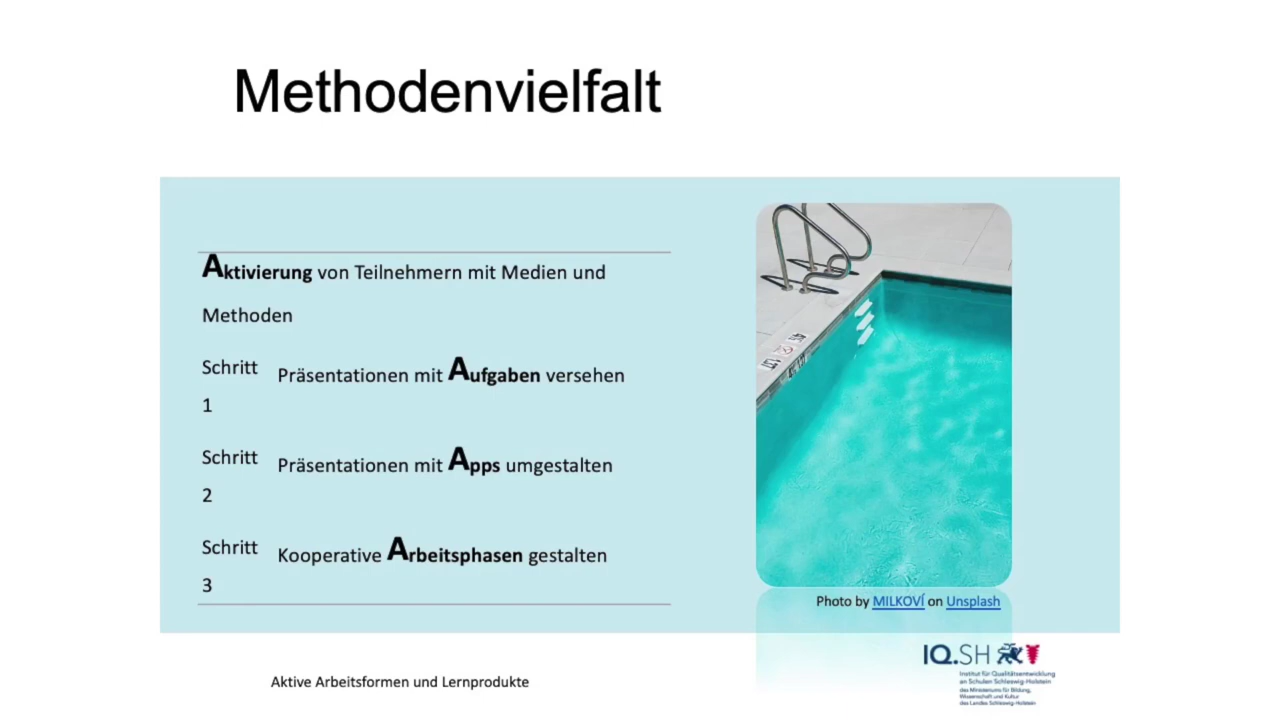 Methodenvielfalt
Aktivierung von Teilnehmern mit Medien und
Methoden
Schritt
1
Präsentationen mit Aufgaben versehen
Schritt
2
Präsentationen mit Apps umgestalten
Schritt
3
Kooperative Arbeitsphasen gestalten
Photo by MILKOVÍ on Unsplash
IQ.SH
Institut für Qualitätsentwicklung
an Schulen Schleswig-Holstein
des Ministeriums für Bildung,
Wissenschaft und Kultur
des Landes Schleswig-Holstein
Aktive Arbeitsformen und Lernprodukte